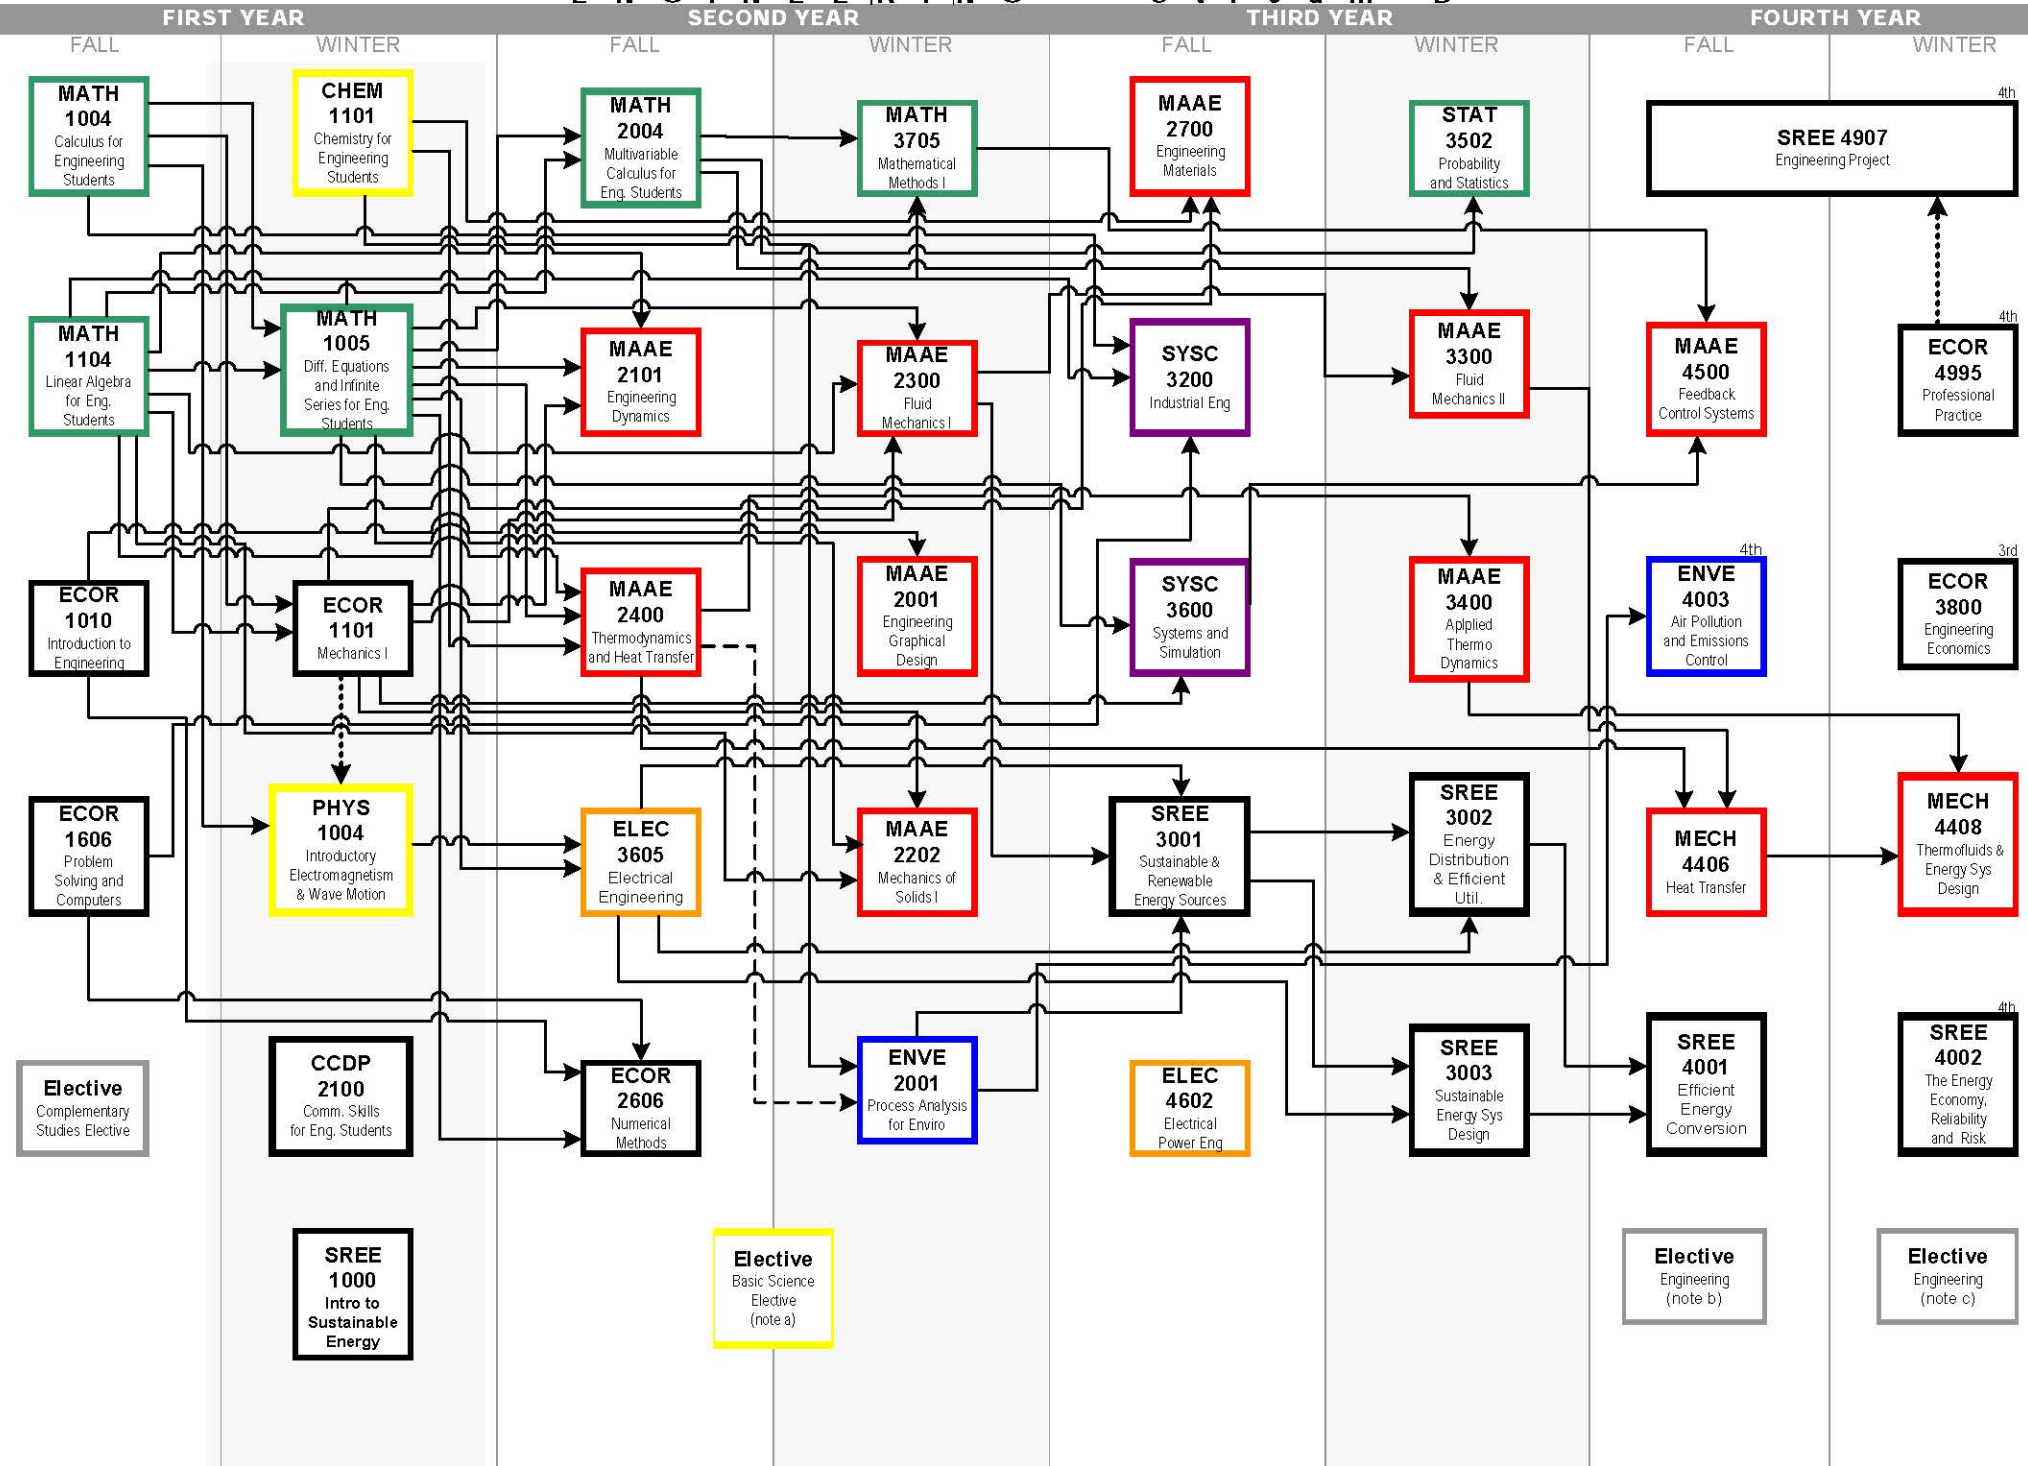 FIRST YEAR
SECOND YEAR
THIRD YEAR
FOURTH YEAR
FALL
WINTER
FALL
WINTER
FALL
WINTER
FALL
WINTER
MATH
1004
Calculus for
Engineering
Students
CHEM
1101
Chemistry for
Engineering
Students
MATH
2004
Multivariable
Calculus for
Eng. Students
MATH
3705
Mathematical
Methods I
MAAE
2700
Engineering
Materials
STAT
3502
Probability
and Statistics
4th
SREE 4907
Engineering Project
MATH
1104
Linear Algebra
for Eng.
Students
MATH
1005
Diff. Equations
and Infinite
Series for Eng.
Students
MAAE
2101
Engineering
Dynamics
MAAE
2300
Fluid
Mechanics I
SYSC
3200
Industrial Eng
MAAE
3300
Fluid
Mechanics II
MAAE
4500
Feedback
Control Systems
4th
ECOR
4995
Professional
Practice
ECOR
1010
Introduction to
Engineering
ECOR
1101
Mechanics I
MAAE
2400
Thermodynamics
and Heat Transfer
MAAE
2001
Engineering
Graphical
Design
SYSC
3600
Systems and
Simulation
MAAE
3400
Applpied
Thermo
Dynamics
4th
ENVE
4003
Air Pollution
and Emissions
Control
3rd
ECOR
3800
Engineering
Economics
ECOR
1606
Problem
Solving and
Computers
PHYS
1004
Introductory
Electromagnetism
& Wave Motion
ELEC
3605
Electrical
Engineering
MAAE
2202
Mechanics of
Solids I
SREE
3001
Sustainable &
Renewable
Energy Sources
SREE
3002
Energy
Distribution
& Efficient
Util.
MECH
4406
Heat Transfer
MECH
4408
Thermofluids &
Energy Sys
Design
Elective
Complementary
Studies Elective
CCDP
2100
Comm. Skills
for Eng. Students
ECOR
2606
Numerical
Methods
ENVE
2001
Process Analysis
for Enviro
ELEC
4602
Electrical
Power Eng
SREE
3003
Sustainable
Energy Sys
Design
SREE
4001
Efficient
Energy
Conversion
4th
SREE
4002
The Energy
Economy,
Reliability
and Risk
SREE
1000
Intro to
Sustainable
Energy
Elective
Basic Science
Elective
(note a)
Elective
Engineering
(note b)
Elective
Engineering
(note c)